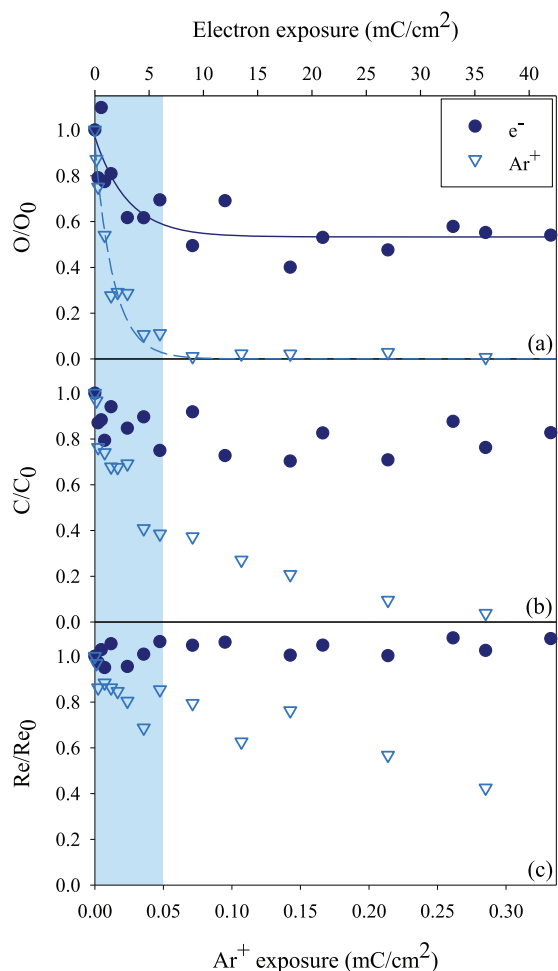 Electron exposure (mC/cm²)
0 5 10 15 20 25 30 35 40
e⁻
Ar⁺
O/O₀
1.0
0.8
0.6
0.4
0.2
0.0
(a)
C/C₀
1.0
0.8
0.6
0.4
0.2
0.0
(b)
Re/Re₀
1.0
0.8
0.6
0.4
0.2
0.0
(c)
0.00 0.05 0.10 0.15 0.20 0.25 0.30
Ar⁺ exposure (mC/cm²)